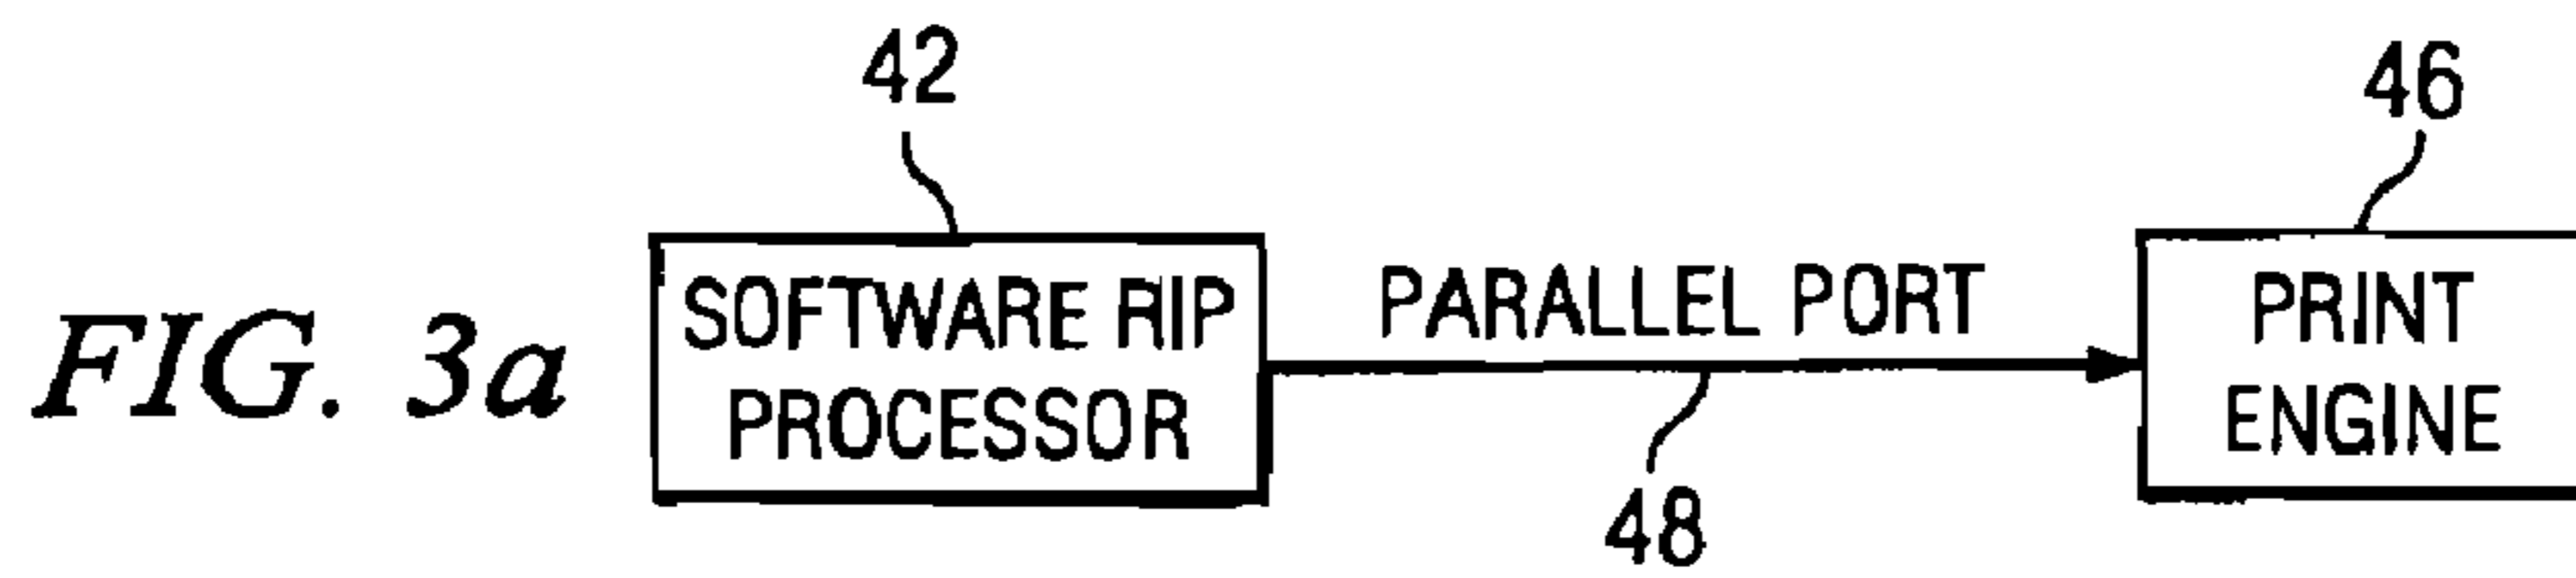 42
46
SOFTWARE RIP
PROCESSOR
PARALLEL PORT
PRINT
ENGINE
FIG. 3a
48